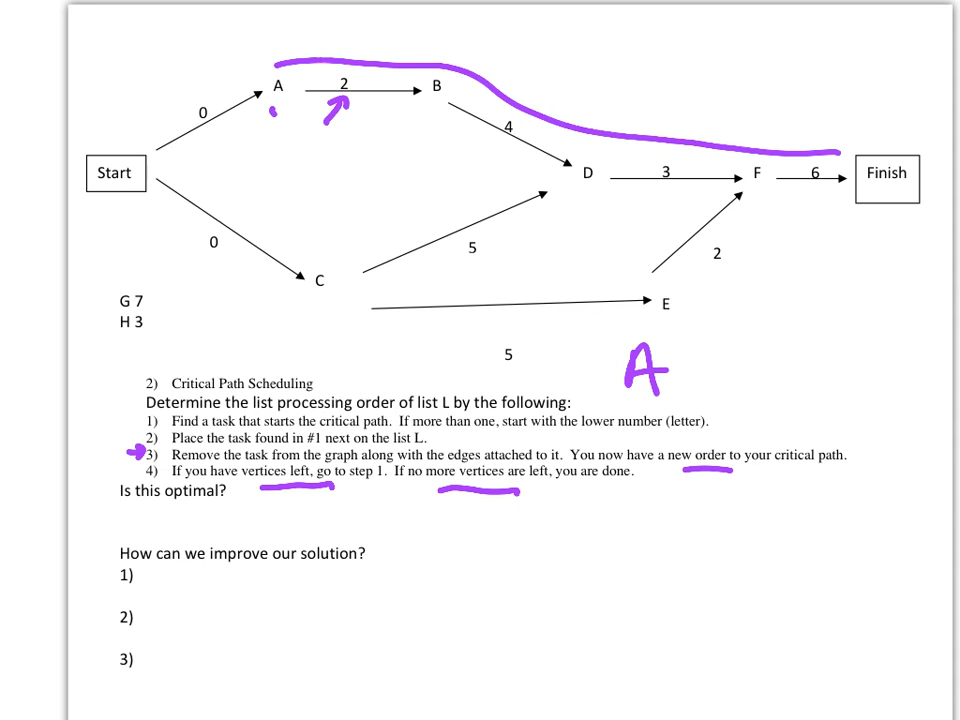 A 2 B
0
4
Start D 3 F 6 Finish
0 5 2
C
G 7
E
H 3
5
A
2) Critical Path Scheduling
Determine the list processing order of list L by the following:
1) Find a task that starts the critical path. If more than one, start with the lower number (letter).
2) Place the task found in #1 next on the list L.
3) Remove the task from the graph along with the edges attached to it. You now have a new order to your critical path.
4) If you have vertices left, go to step 1. If no more vertices are left, you are done.
Is this optimal?
How can we improve our solution?
1)
2)
3)